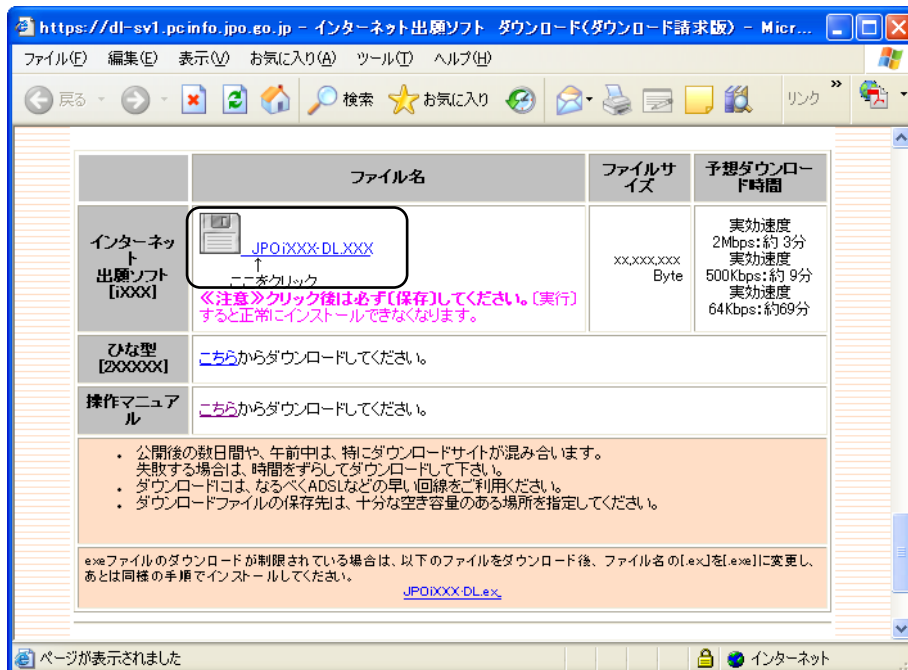 https://dl-sv1.pcinfo.jpo.go.jp - インターネット出願ソフト ダウンロード(ダウンロード請求版) - Micr...
ファイル(F) 編集(E) 表示(V) お気に入り(A) ツール(T) ヘルプ(H)
戻る 検索 お気に入り リンク »
ファイル名
ファイルサ
イズ
予想ダウンロー
ド時間
インターネッ
ト
出願ソフト
[iXXX]
JPOiXXX-DL.XXX
↑
ここをクリック
≪注意≫クリック後は必ず[保存]してください。[実行]
すると正常にインストールできなくなります。
xx,xxx,xxx
Byte
実効速度
2Mbps:約 3分
実効速度
500Kbps:約 9分
実効速度
64Kbps:約69分
ひな型
[2XXXXX]
こちらからダウンロードしてください。
操作マニュア
ル
こちらからダウンロードしてください。
・ 公開後の数日間や、午前中は、特にダウンロードサイトが混み合います。
失敗する場合は、時間をずらしてダウンロードして下さい。
・ ダウンロードには、なるべくADSLなどの早い回線をご利用ください。
・ ダウンロードファイルの保存先は、十分な空き容量のある場所を指定してください。
exeファイルのダウンロードが制限されている場合は、以下のファイルをダウンロード後、ファイル名の[.ex_]を[.exe]に変更し、
あとは同様の手順でインストールしてください。
JPOiXXX-DL.ex_
ページが表示されました インターネット